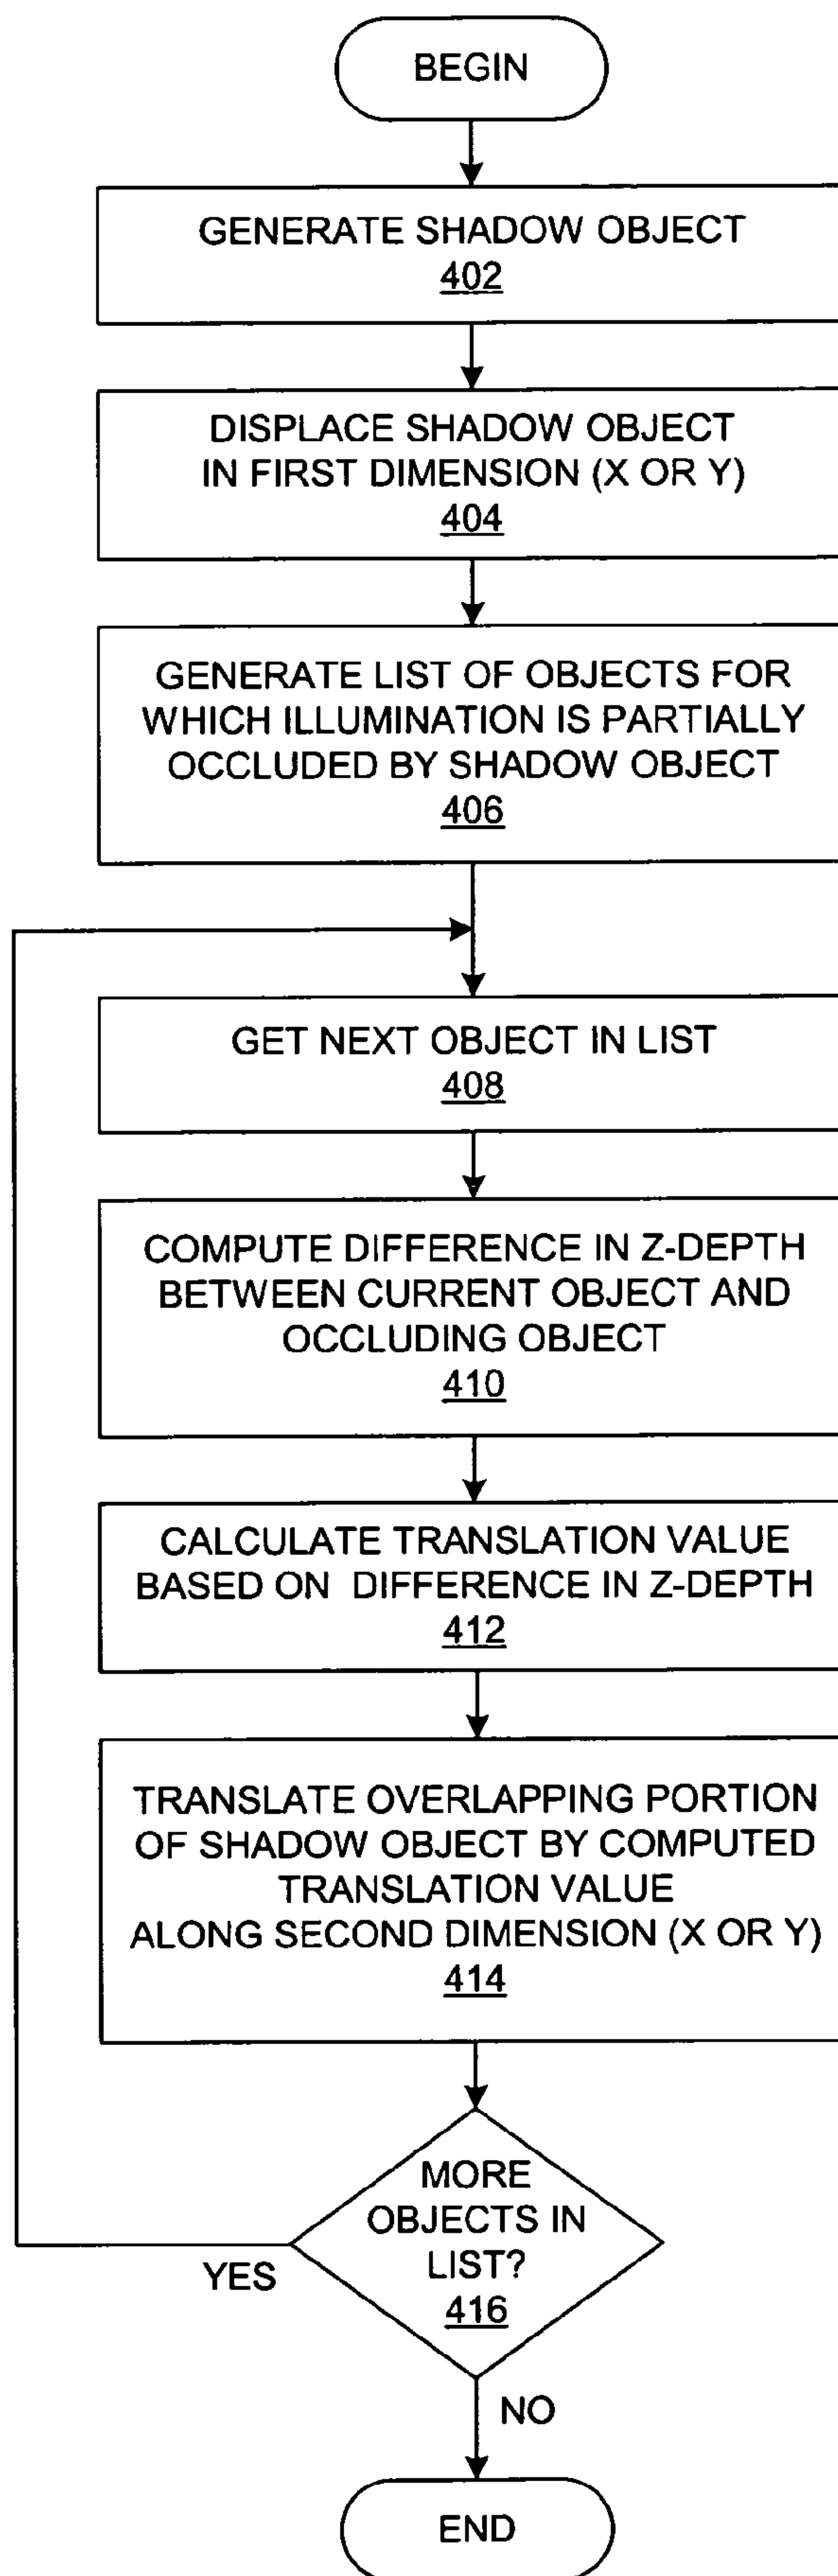 BEGIN
GENERATE SHADOW OBJECT
402
DISPLACE SHADOW OBJECT
IN FIRST DIMENSION (X OR Y)
404
GENERATE LIST OF OBJECTS FOR
WHICH ILLUMINATION IS PARTIALLY
OCCLUDED BY SHADOW OBJECT
406
GET NEXT OBJECT IN LIST
408
COMPUTE DIFFERENCE IN Z-DEPTH
BETWEEN CURRENT OBJECT AND
OCCLUDING OBJECT
410
CALCULATE TRANSLATION VALUE
BASED ON DIFFERENCE IN Z-DEPTH
412
TRANSLATE OVERLAPPING PORTION
OF SHADOW OBJECT BY COMPUTED
TRANSLATION VALUE
ALONG SECOND DIMENSION (X OR Y)
414
MORE
OBJECTS IN
LIST?
416
YES
NO
END